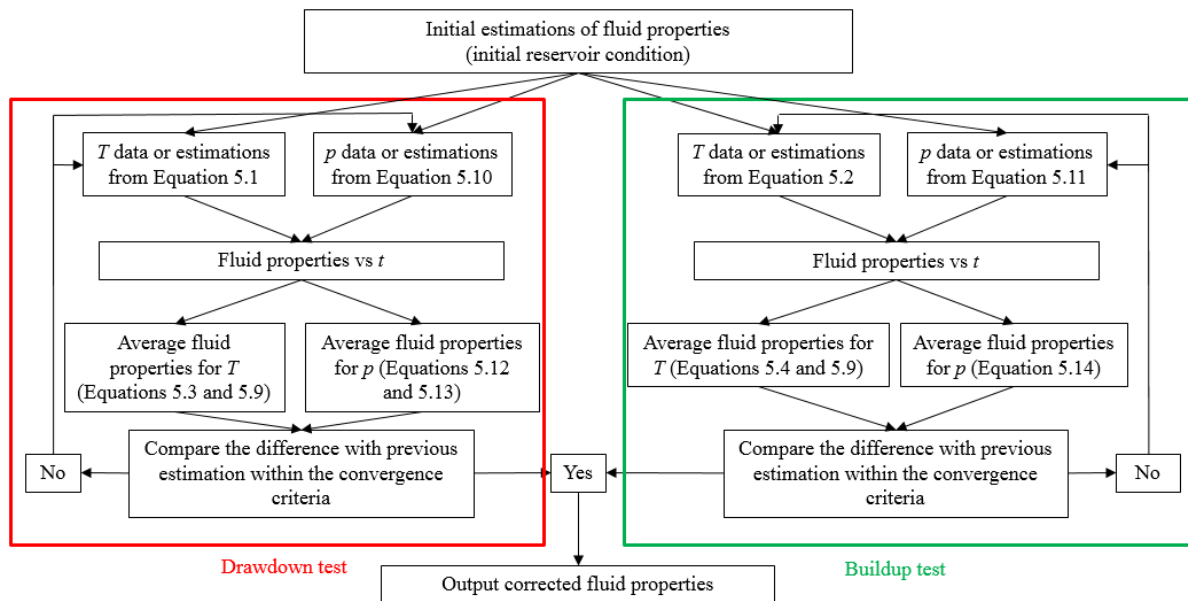 Initial estimations of fluid properties
(initial reservoir condition)
T data or estimations
from Equation 5.1
p data or estimations
from Equation 5.10
T data or estimations
from Equation 5.2
p data or estimations
from Equation 5.11
Fluid properties vs t
Fluid properties vs t
Average fluid
properties for T
(Equations 5.3 and 5.9)
Average fluid properties
for p (Equations 5.12
and 5.13)
Average fluid properties for
T (Equations 5.4 and 5.9)
Average fluid properties
for p (Equation 5.14)
No
Compare the difference with previous
estimation within the convergence
criteria
Yes
Compare the difference with previous
estimation within the convergence
criteria
No
Drawdown test
Buildup test
Output corrected fluid properties